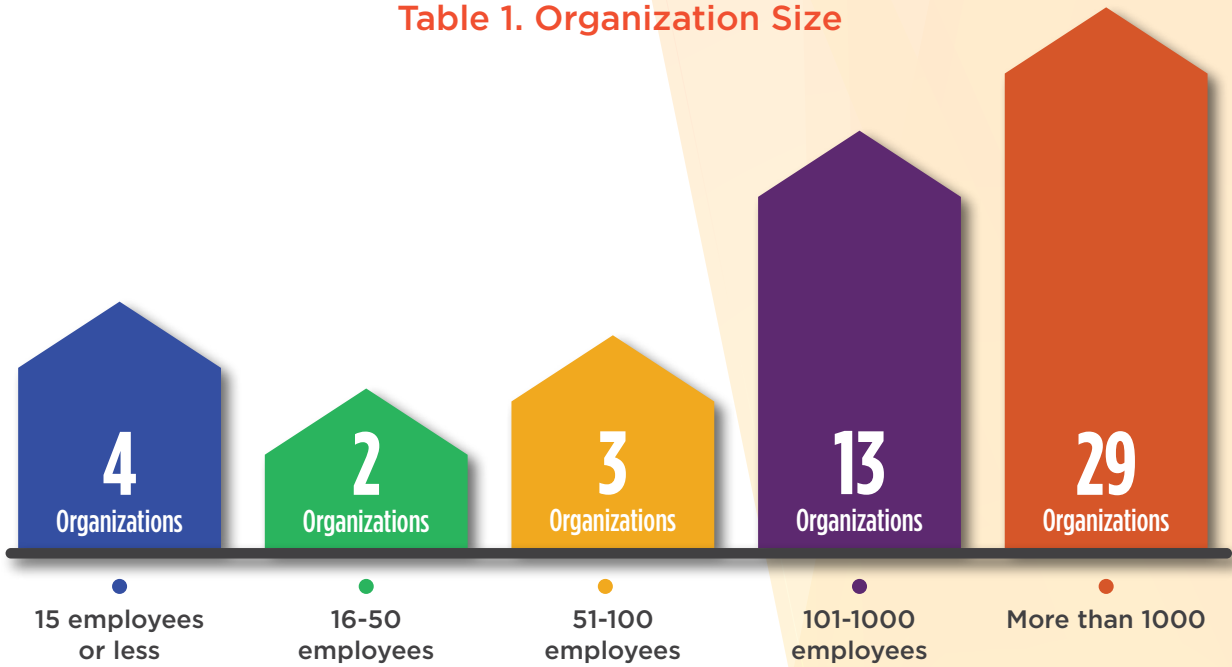 Table 1. Organization Size
4
Organizations
2
Organizations
3
Organizations
13
Organizations
29
Organizations
15 employees
or less
16-50
employees
51-100
employees
101-1000
employees
More than 1000